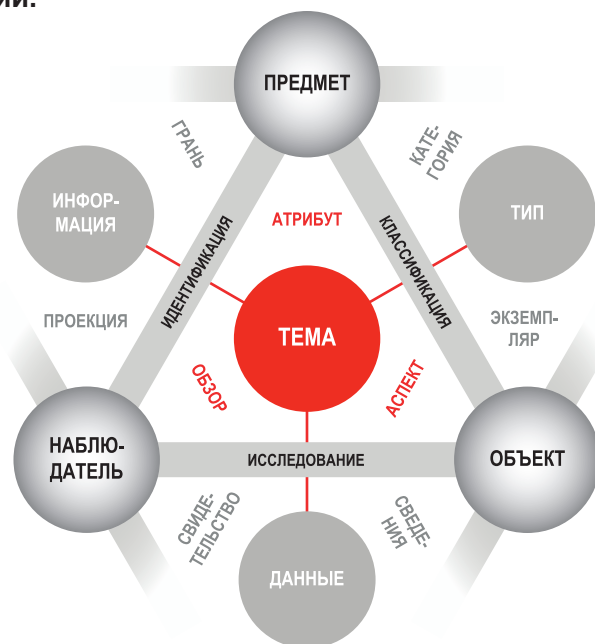 ИИ.
ПРЕДМЕТ
ГРАНЬ
КАТЕ-
ГОРИЯ
ИНФОР-
МАЦИЯ
ТИП
АТРИБУТ
ИДЕНТИФИКАЦИЯ
КЛАССИФИКАЦИЯ
ПРОЕКЦИЯ
ЭКЗЕМП-
ЛЯР
ТЕМА
ОБЗОР
АСПЕКТ
НАБЛЮ-
ДАТЕЛЬ
ИССЛЕДОВАНИЕ
ОБЪЕКТ
СВИДЕ-
ТЕЛЬСТВО
СВЕДЕ-
НИЯ
ДАННЫЕ